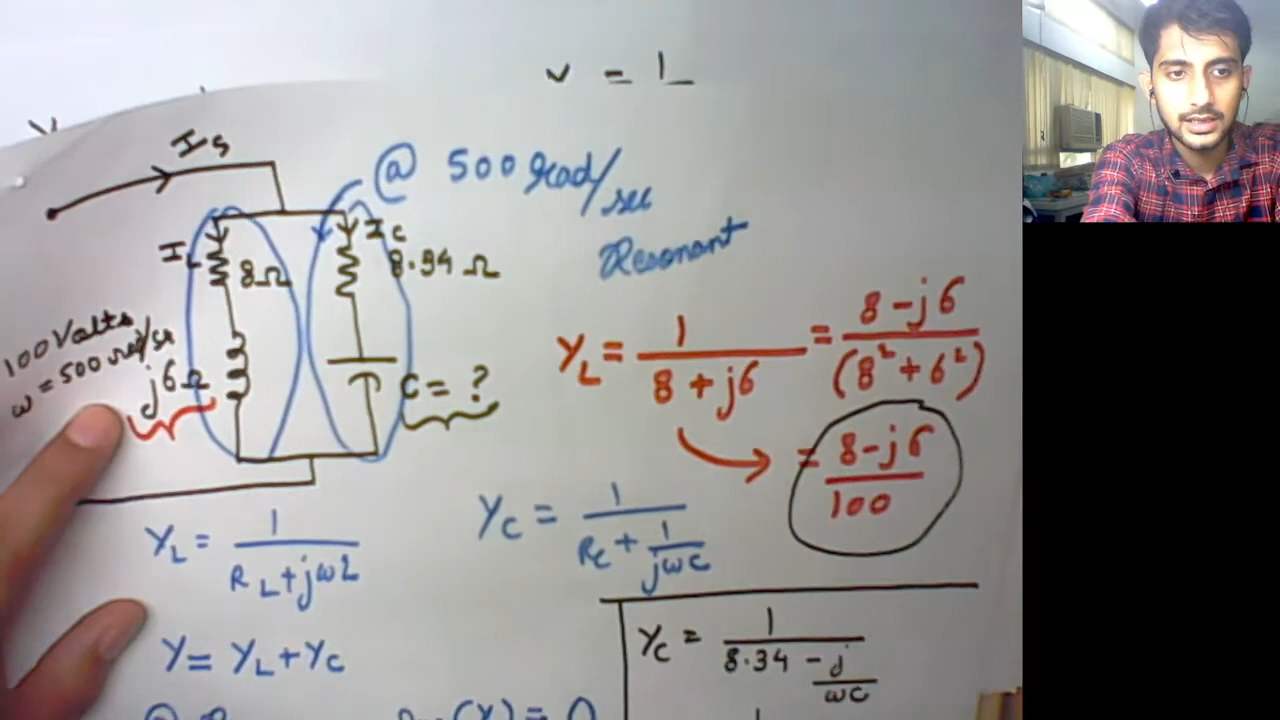 v = L
Is
@ 500 rad/sec
Resonant
IL
8Ω
Ic
8.34 Ω
100 Volts
ω = 500 rad/sec
j6Ω
C = ?
YL = 1 / (8 + j6) = (8 - j6) / (8² + 6²)
= (8 - j6) / 100
YL = 1 / (RL + jωL)
Yc = 1 / (Rc + 1/(jωc))
Y = YL + Yc
Yc = 1 / (8.34 - j/(ωc))
(Y) = 0